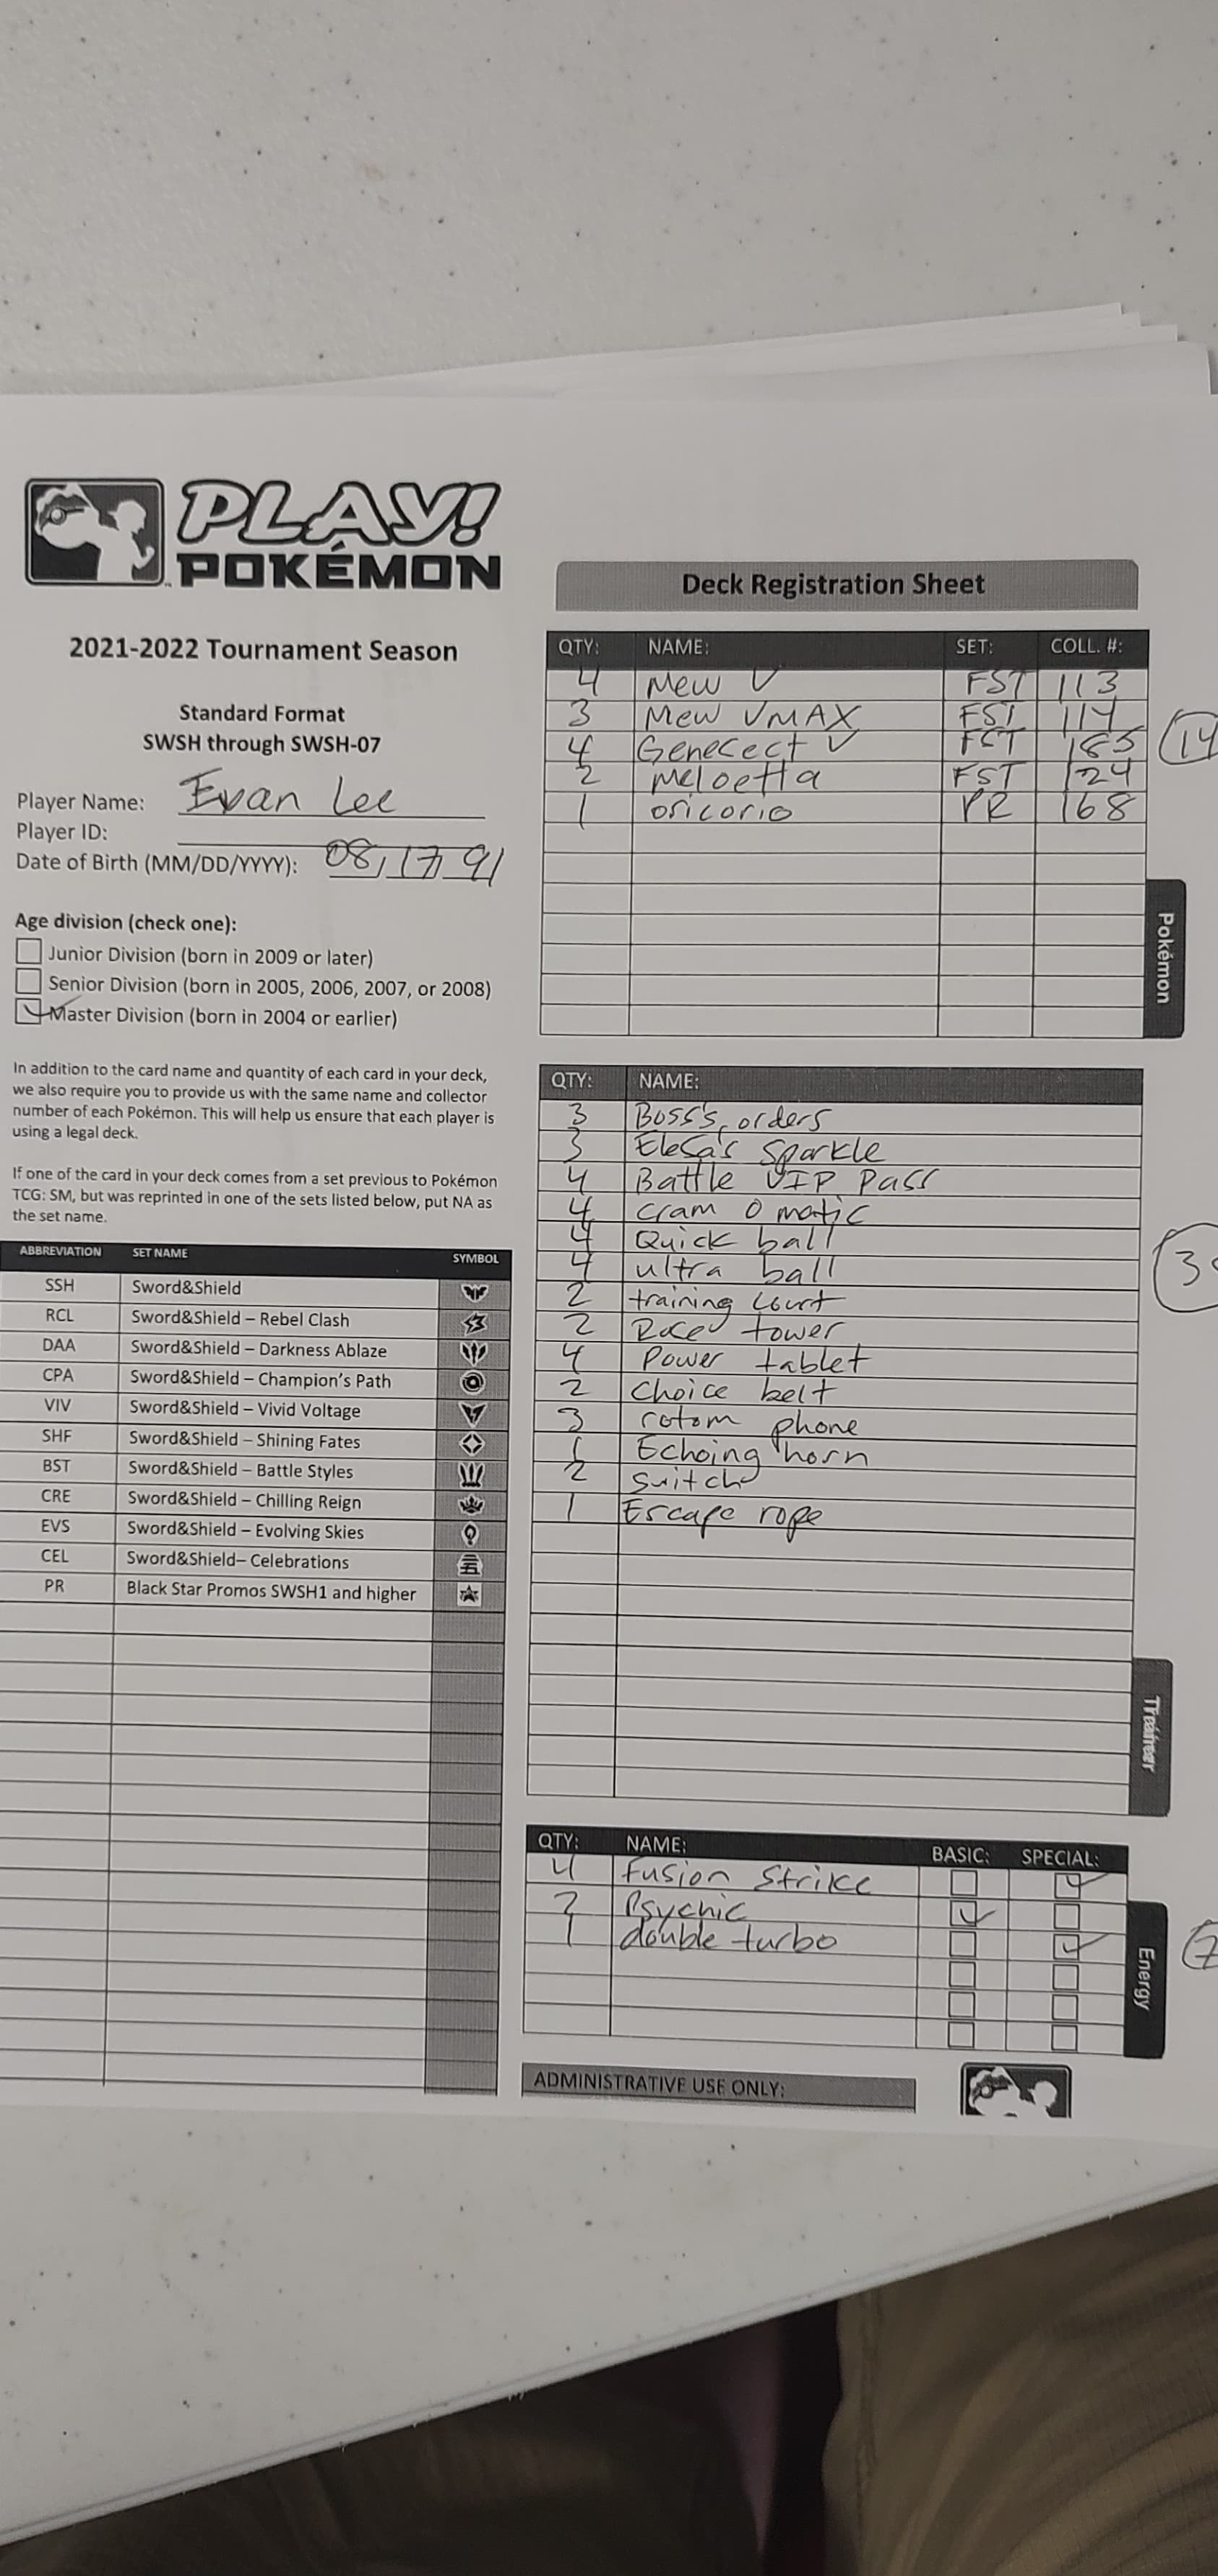 PLAY!
POKÉMON
2021-2022 Tournament Season
Standard Format
SWSH through SWSH-07
Player Name: Evan Lee
Player ID:
Date of Birth (MM/DD/YYYY): 08/17/91
Age division (check one):
Junior Division (born in 2009 or later)
Senior Division (born in 2005, 2006, 2007, or 2008)
Master Division (born in 2004 or earlier)
In addition to the card name and quantity of each card in your deck,
we also require you to provide us with the same name and collector
number of each Pokémon. This will help us ensure that each player is
using a legal deck.
If one of the card in your deck comes from a set previous to Pokémon
TCG: SM, but was reprinted in one of the sets listed below, put NA as
the set name.
ABBREVIATION SET NAME SYMBOL
SSH Sword&Shield
RCL Sword&Shield – Rebel Clash
DAA Sword&Shield – Darkness Ablaze
CPA Sword&Shield – Champion's Path
VIV Sword&Shield – Vivid Voltage
SHF Sword&Shield – Shining Fates
BST Sword&Shield – Battle Styles
CRE Sword&Shield – Chilling Reign
EVS Sword&Shield – Evolving Skies
CEL Sword&Shield– Celebrations
PR Black Star Promos SWSH1 and higher
Deck Registration Sheet
QTY: NAME: SET: COLL. #:
4 Mew V FST 113
3 Mew VMAX FST 114
4 Genesect V FST 185
2 Meloetta FST 124
1 oricorio PR 168
14
Pokémon
QTY: NAME:
3 Boss's orders
3 Elesa's Sparkle
4 Battle VIP Pass
4 cram o matic
4 Quick ball
4 ultra ball
2 training court
2 Rose tower
4 Power tablet
2 Choice belt
3 rotom phone
1 Echoing horn
2 switch
1 Escape rope
Trainer
QTY: NAME: BASIC: SPECIAL:
4 fusion Strike
2 Psychic
1 double turbo
7
Energy
ADMINISTRATIVE USE ONLY: